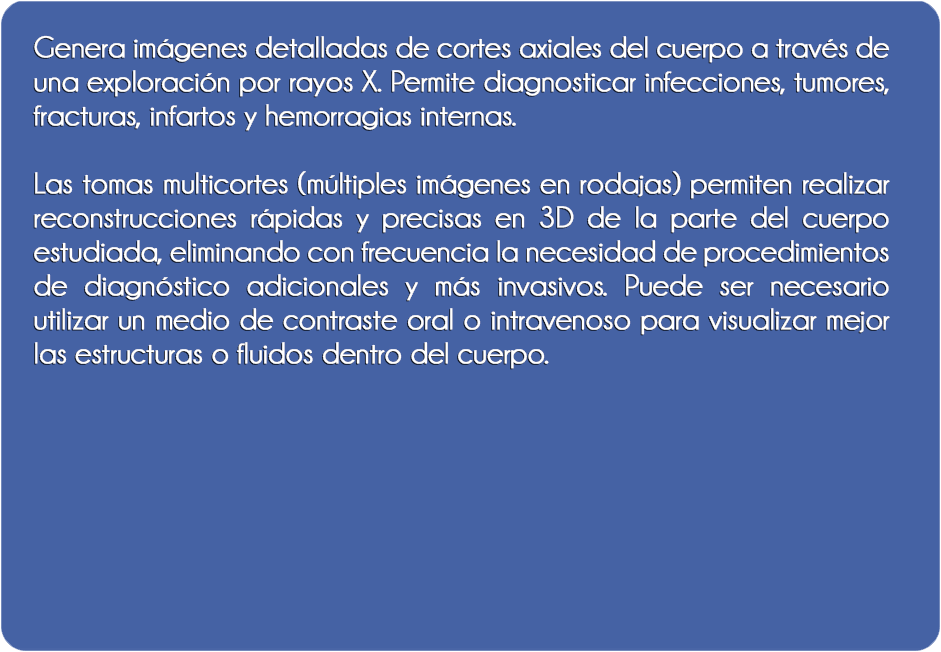 Genera imágenes detalladas de cortes axiales del cuerpo a través de
una exploración por rayos X. Permite diagnosticar infecciones, tumores,
fracturas, infartos y hemorragias internas.
Las tomas multicortes (múltiples imágenes en rodajas) permiten realizar
reconstrucciones rápidas y precisas en 3D de la parte del cuerpo
estudiada, eliminando con frecuencia la necesidad de procedimientos
de diagnóstico adicionales y más invasivos. Puede ser necesario
utilizar un medio de contraste oral o intravenoso para visualizar mejor
las estructuras o fluidos dentro del cuerpo.